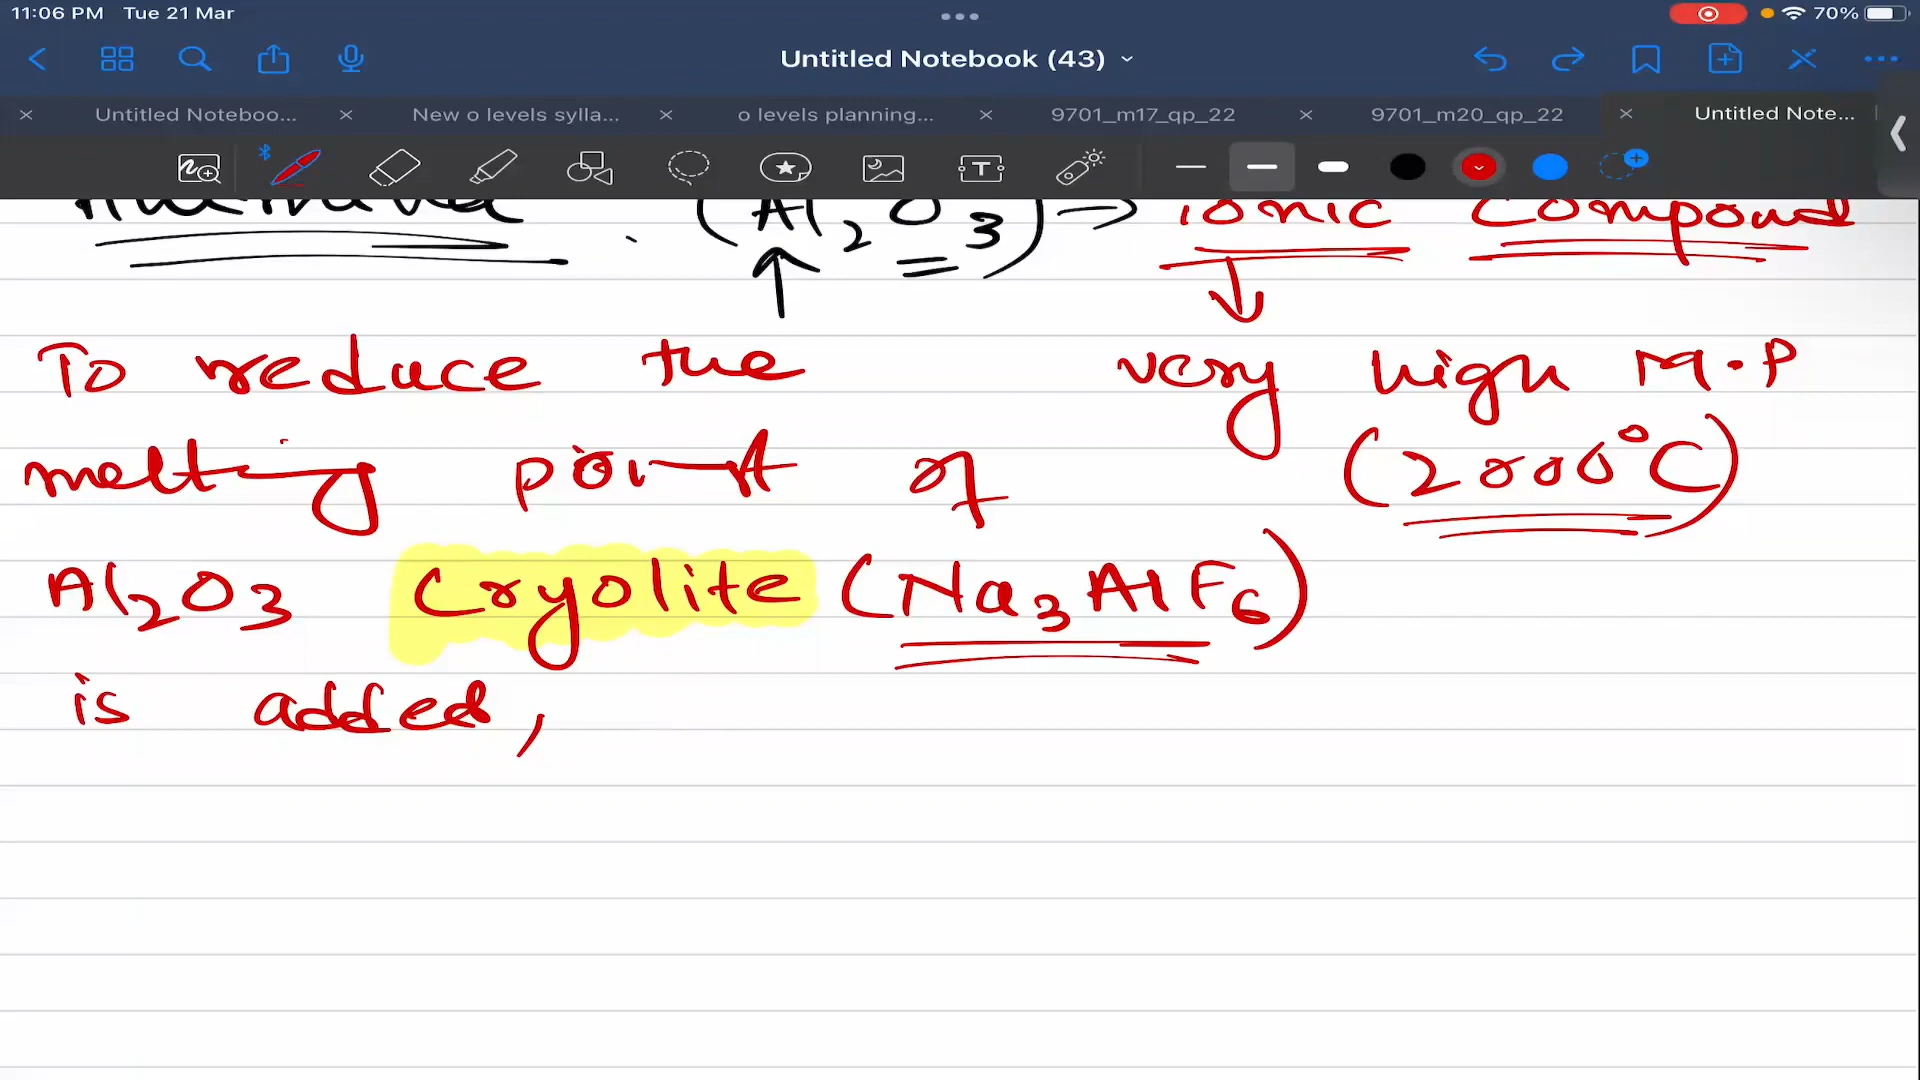 11:06 PM Tue 21 Mar
70%
Untitled Notebook (43)
Untitled Noteboo...
New o levels sylla...
o levels planning...
9701_m17_qp_22
9701_m20_qp_22
Untitled Note...
(Al2O3) → ionic Compound
To reduce the very high M.P
melting point of (2000°C)
Al2O3 Cryolite (Na3AlF6)
is added,